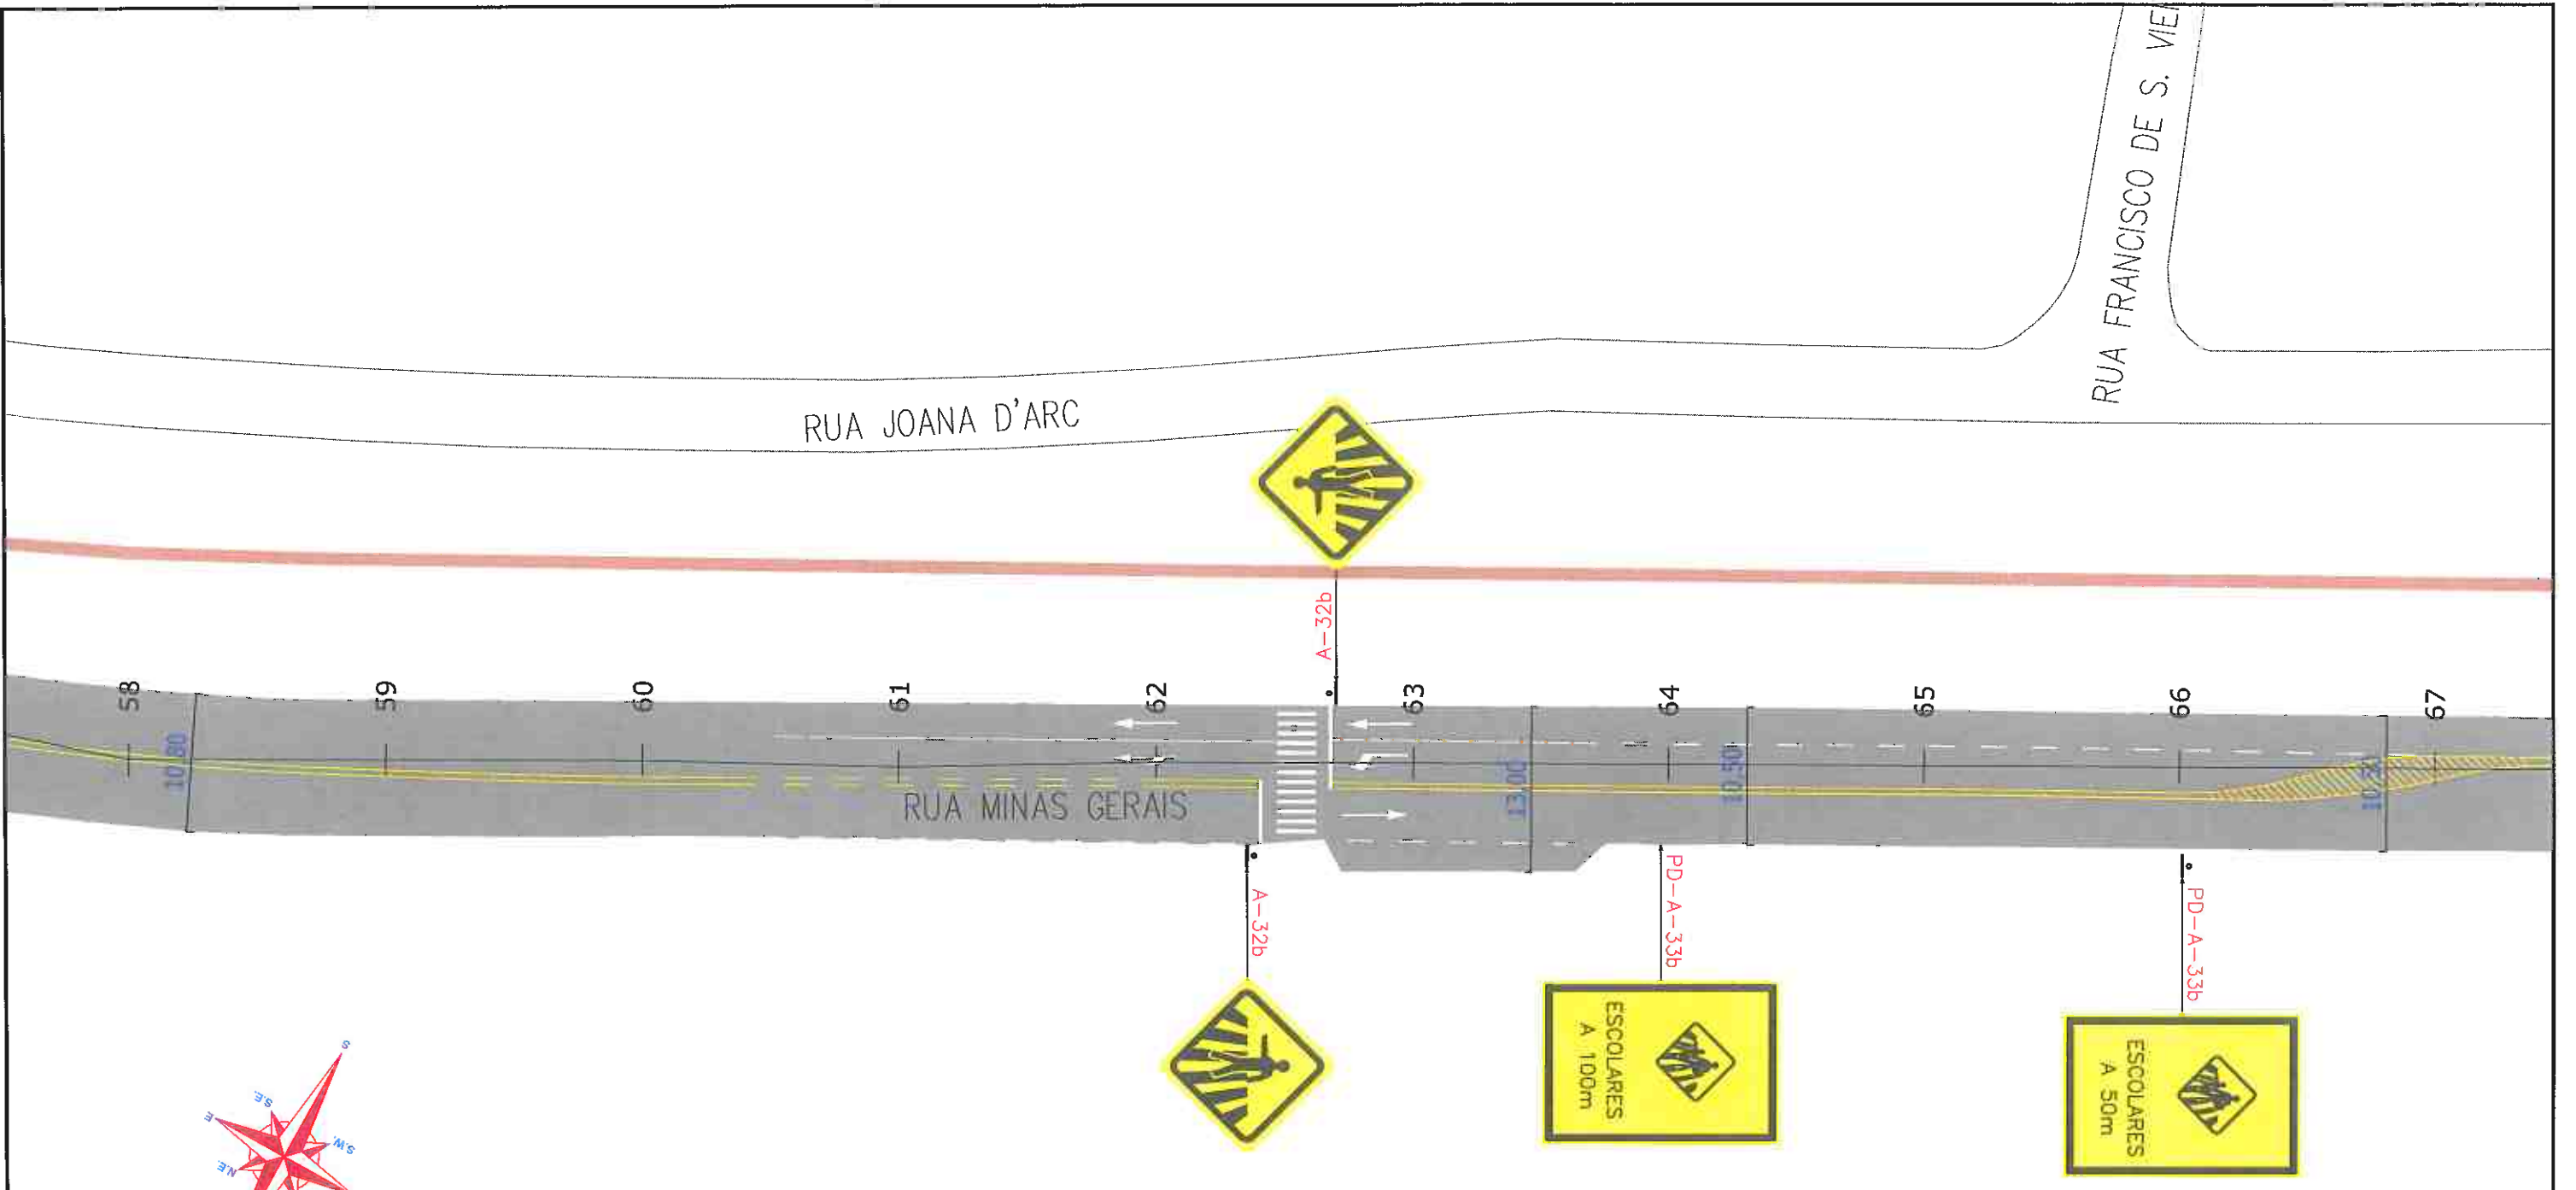 RUA FRANCISCO DE S. VIEI
RUA JOANA D'ARC
A-32b
58
59
60
61
62
63
64
65
66
67
10.80
13.00
10.50
RUA MINAS GERAIS
A-32b
PD-A-33b
PD-A-33b
ESCOLARES
A 100m
ESCOLARES
A 50m
S
S.E.
E
S.W.
N.E.